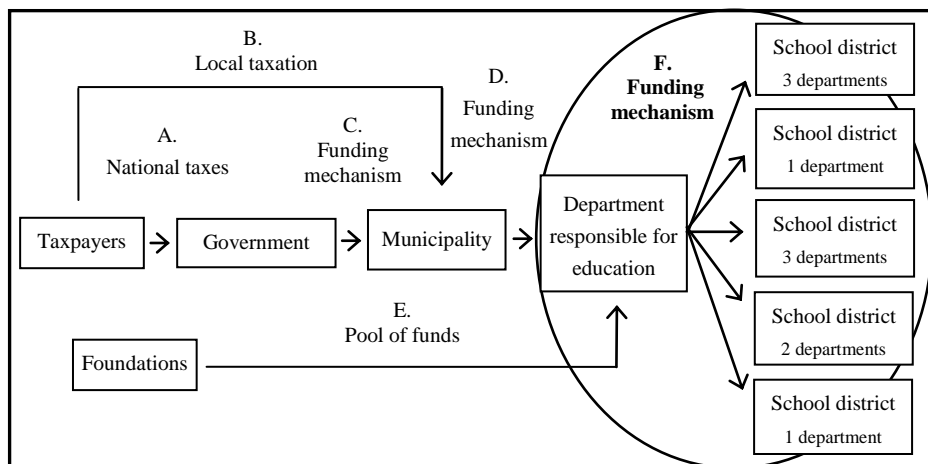 B.
Local taxation
A.
National taxes
C.
Funding
mechanism
D.
Funding
mechanism
F.
Funding
mechanism
Taxpayers
Government
Municipality
Department
responsible for
education
E.
Pool of funds
Foundations
School district
3 departments
School district
1 department
School district
3 departments
School district
2 departments
School district
1 department